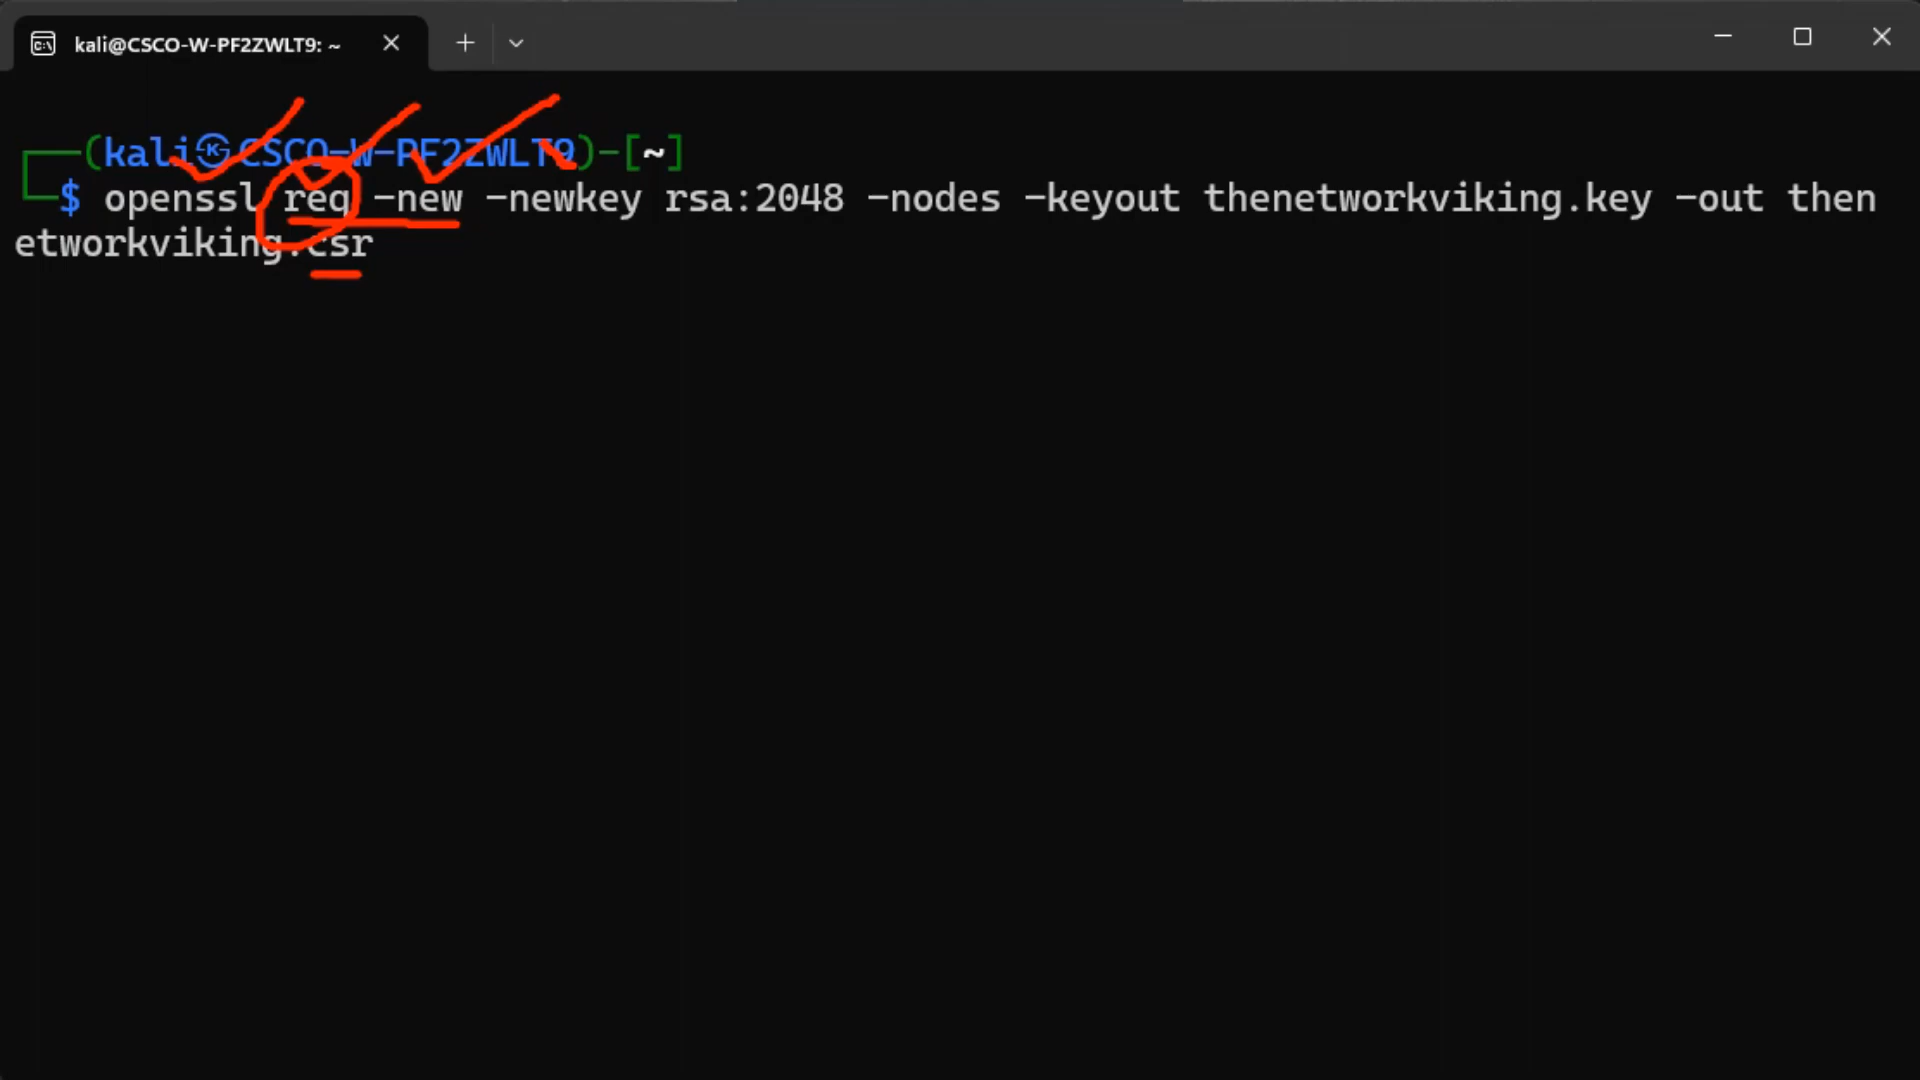 kali@CSCO-W-PF2ZWLT9: ~
(kali㉿CSCO-W-PF2ZWLT9)-[~]
$ openssl req -new -newkey rsa:2048 -nodes -keyout thenetworkviking.key -out then
etworkviking.csr